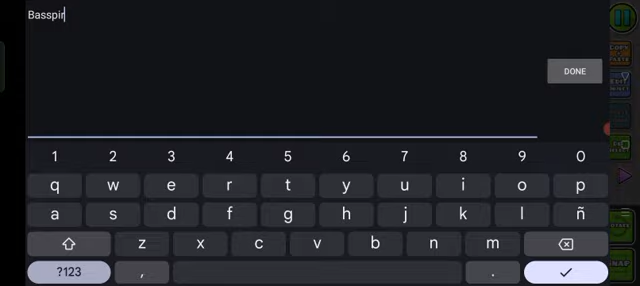 Basspir
DONE
1 2 3 4 5 6 7 8 9 0
q w e r t y u i o p
a s d f g h j k l ñ
z x c v b n m
?123 , .